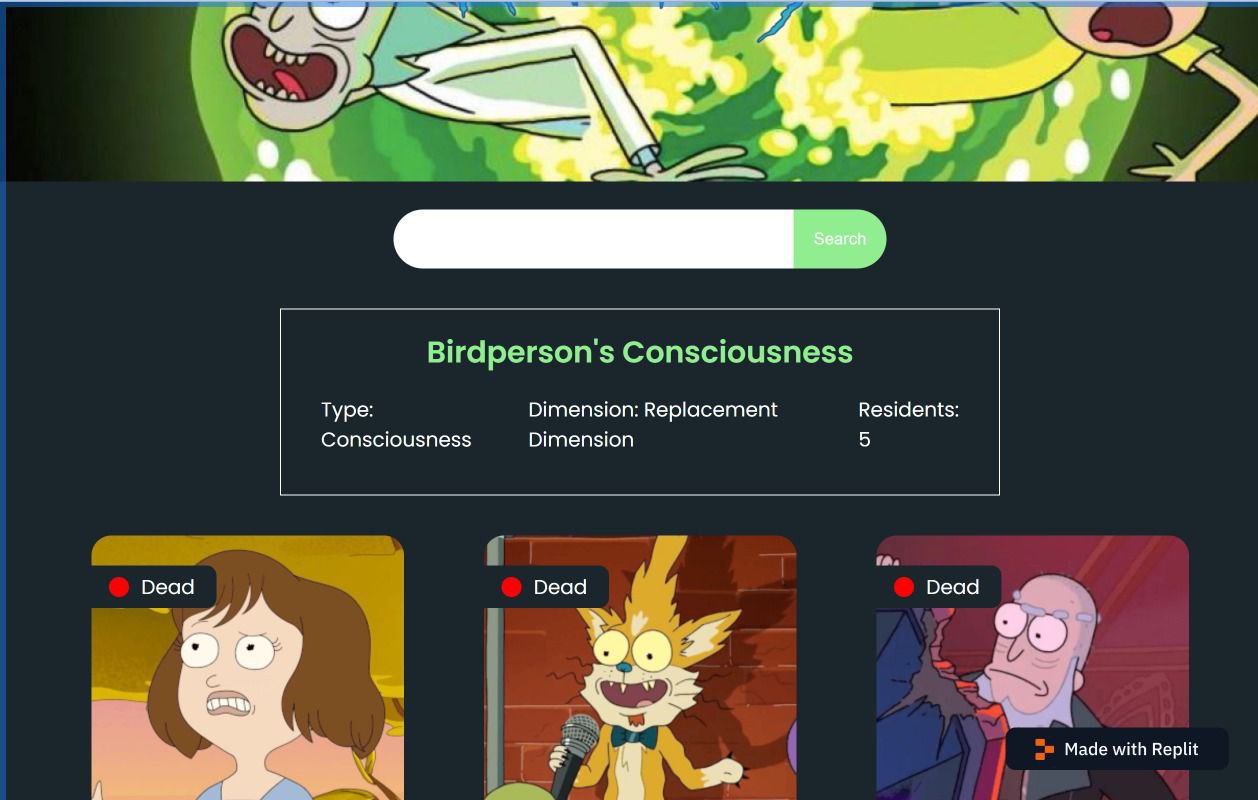 Search
Birdperson's Consciousness
Type:
Consciousness
Dimension: Replacement
Dimension
Residents:
5
Dead
Dead
Dead
Made with Replit